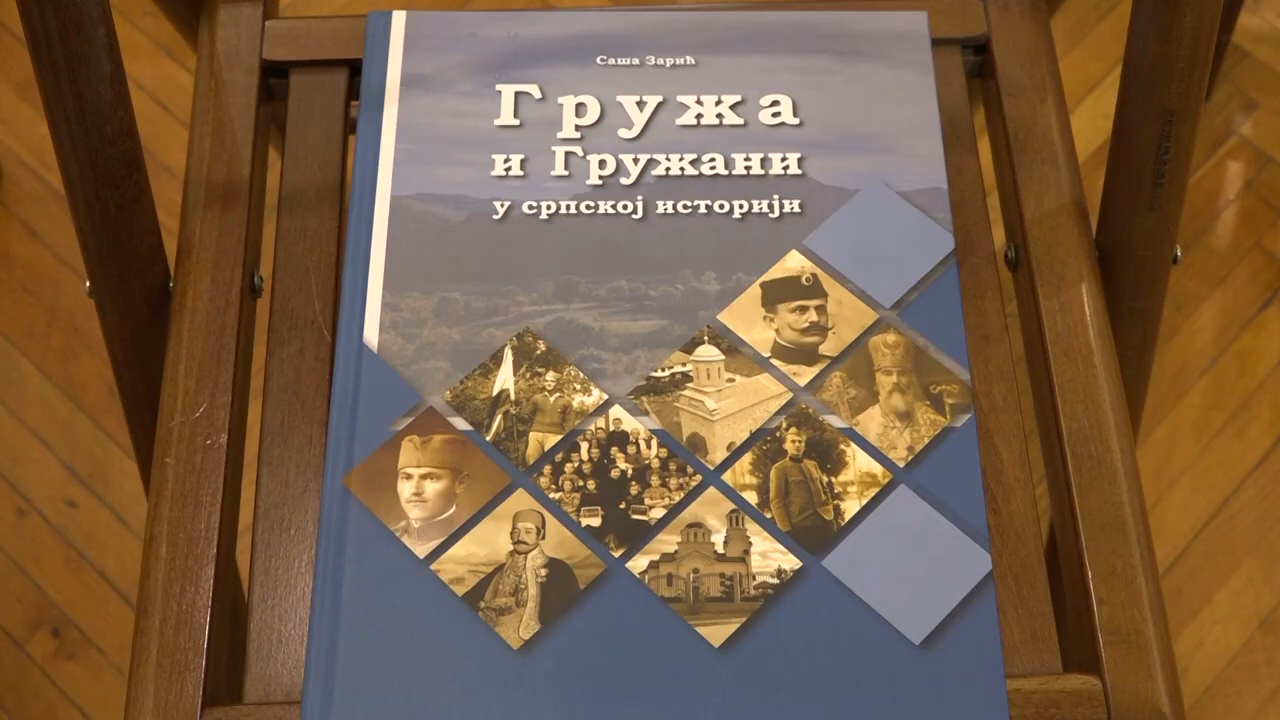 Саша Зарић
Гружа
и Гружани
у српској историји